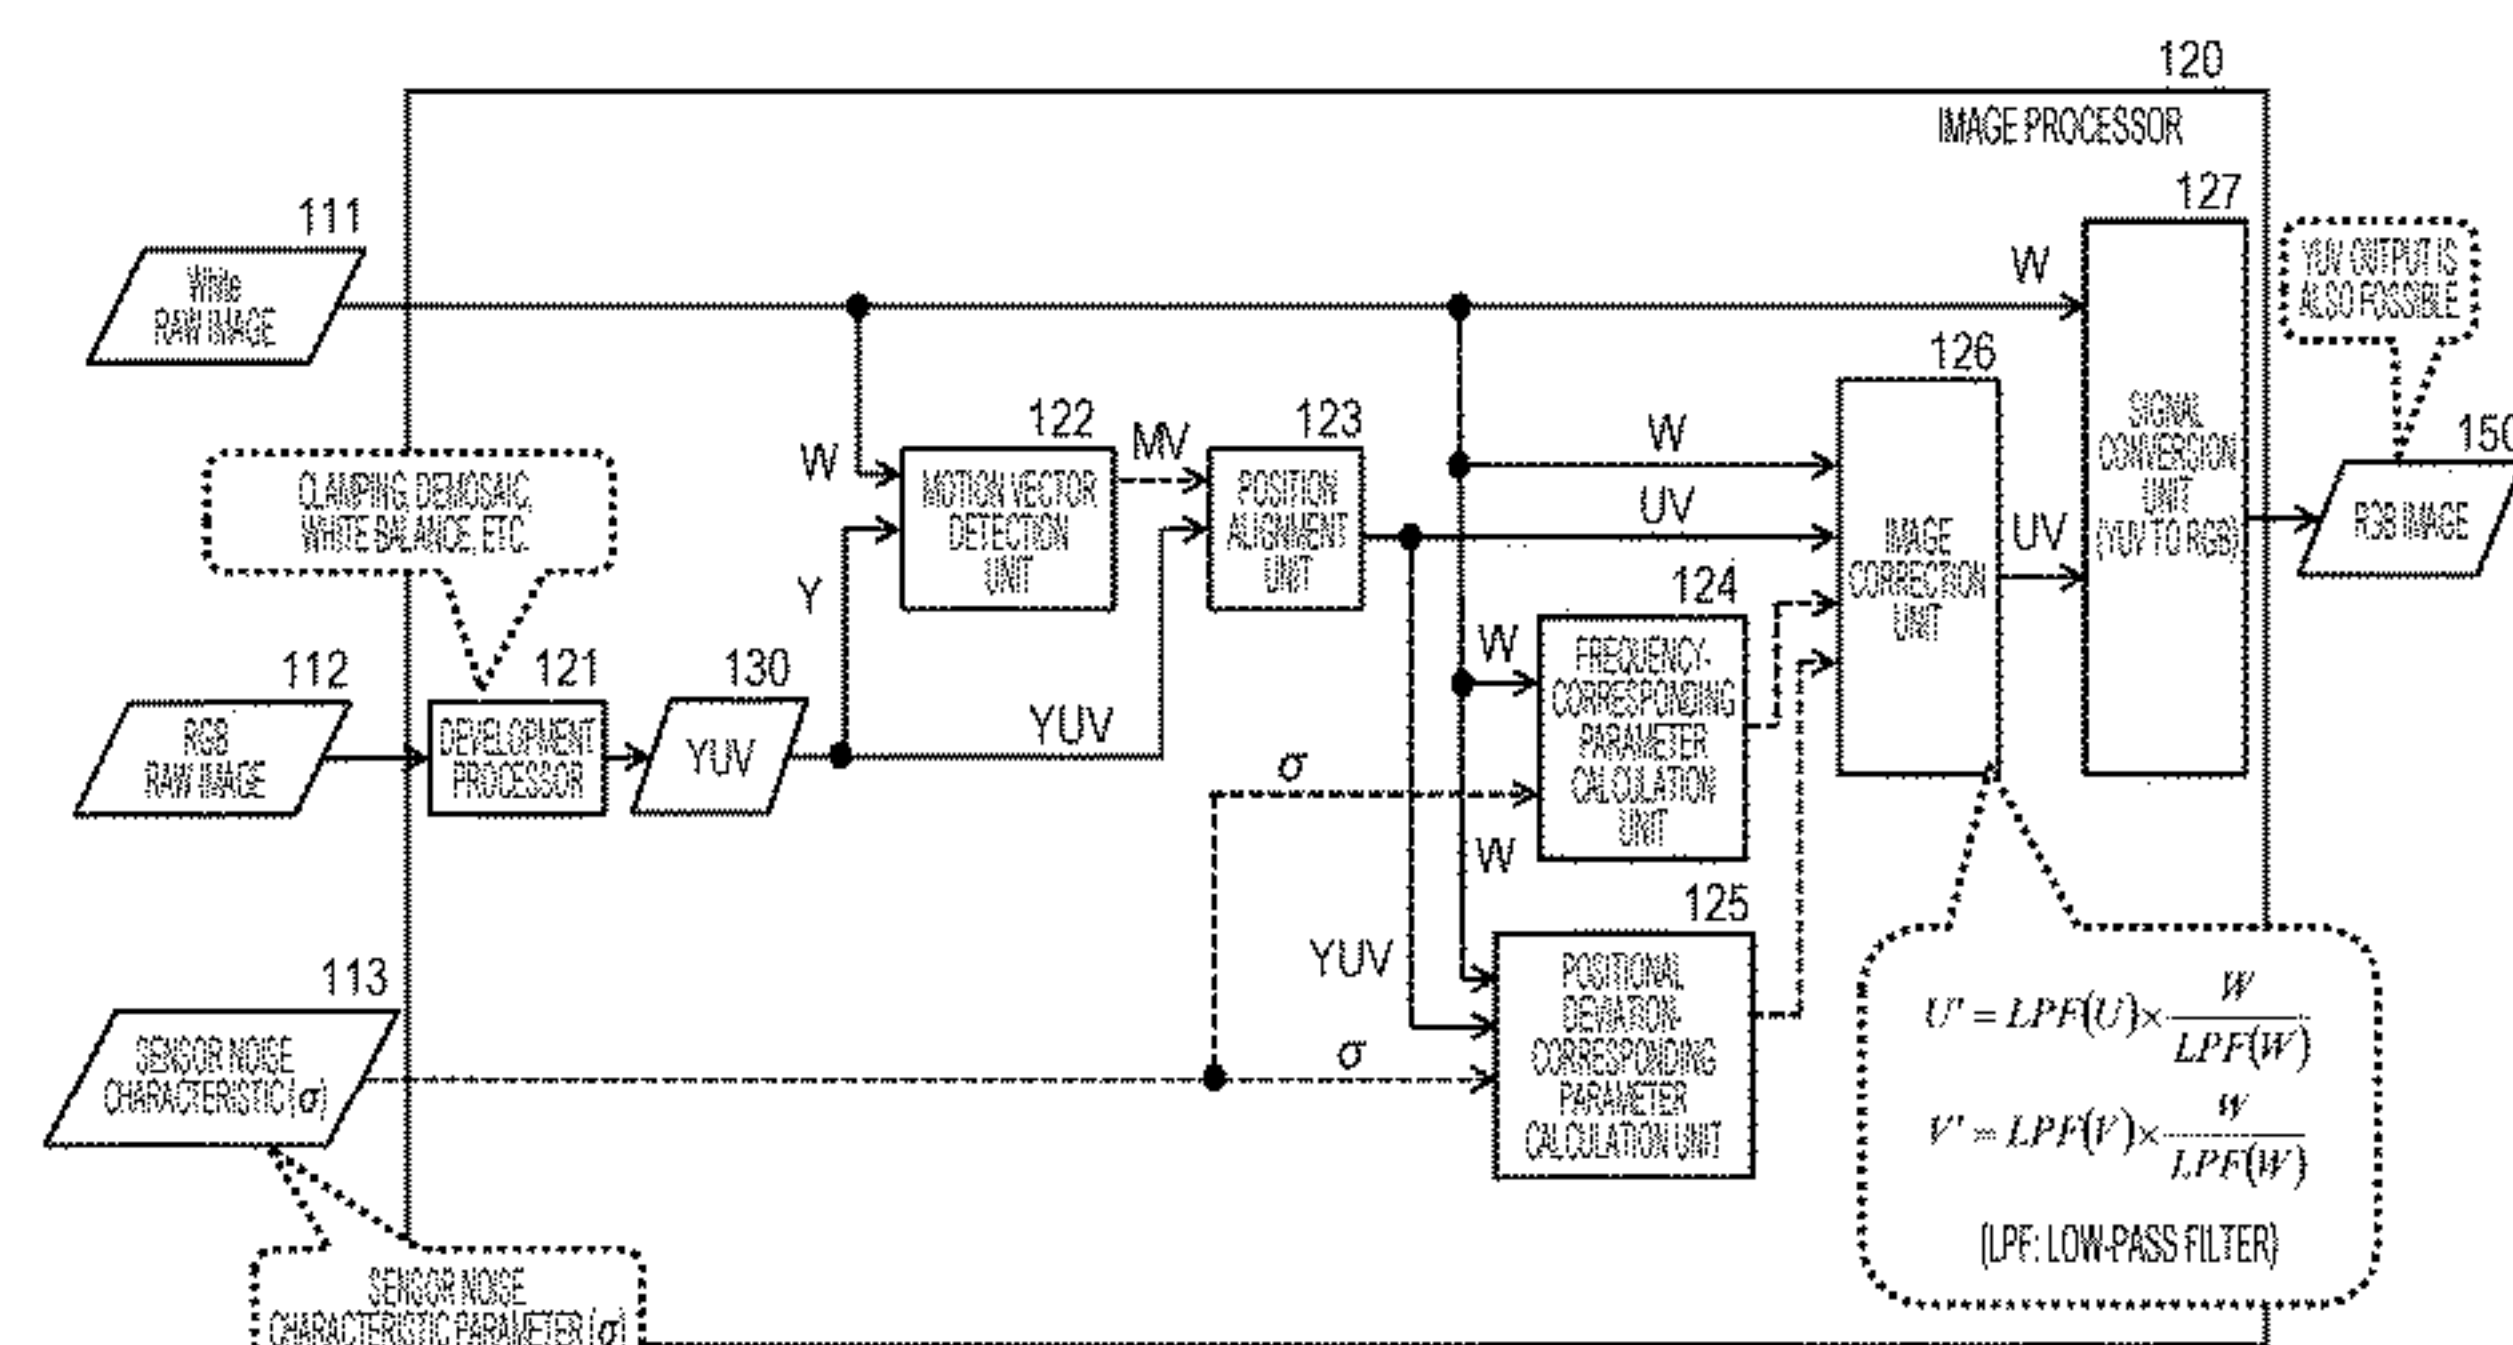 120
IMAGE PROCESSOR
127
111
White
RAW IMAGE
W
YUV OUTPUT IS
ALSO POSSIBLE
126
122
MV
123
W
150
SIGNAL
CONVERSION
UNIT
(YUV TO RGB)
CLAMPING, DEMOSAIC,
WHITE BALANCE, ETC.
W
MOTION VECTOR
DETECTION
UNIT
POSITION
ALIGNMENT
UNIT
UV
RGB IMAGE
IMAGE
CORRECTION
UNIT
UV
Y
124
112
121
130
W
FREQUENCY-
CORRESPONDING
PARAMETER
CALCULATION
UNIT
RGB
RAW IMAGE
DEVELOPMENT
PROCESSOR
YUV
YUV
σ
W
125
YUV
113
POSITIONAL
DEVIATION-
CORRESPONDING
PARAMETER
CALCULATION UNIT
SENSOR NOISE
CHARACTERISTIC (σ)
σ
U' = LPF(U) × W / LPF(W)
V' = LPF(V) × W / LPF(W)
(LPF: LOW-PASS FILTER)
SENSOR NOISE
CHARACTERISTIC PARAMETER (σ)